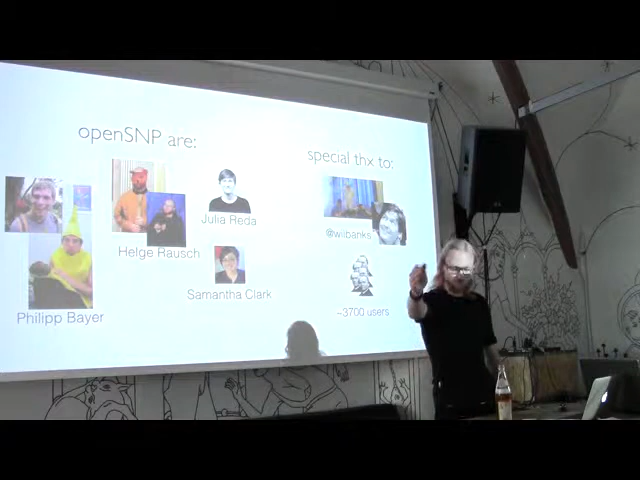 openSNP are:
special thx to:
Julia Reda
@wilbanks
Helge Rausch
Samantha Clark
~3700 users
Philipp Bayer